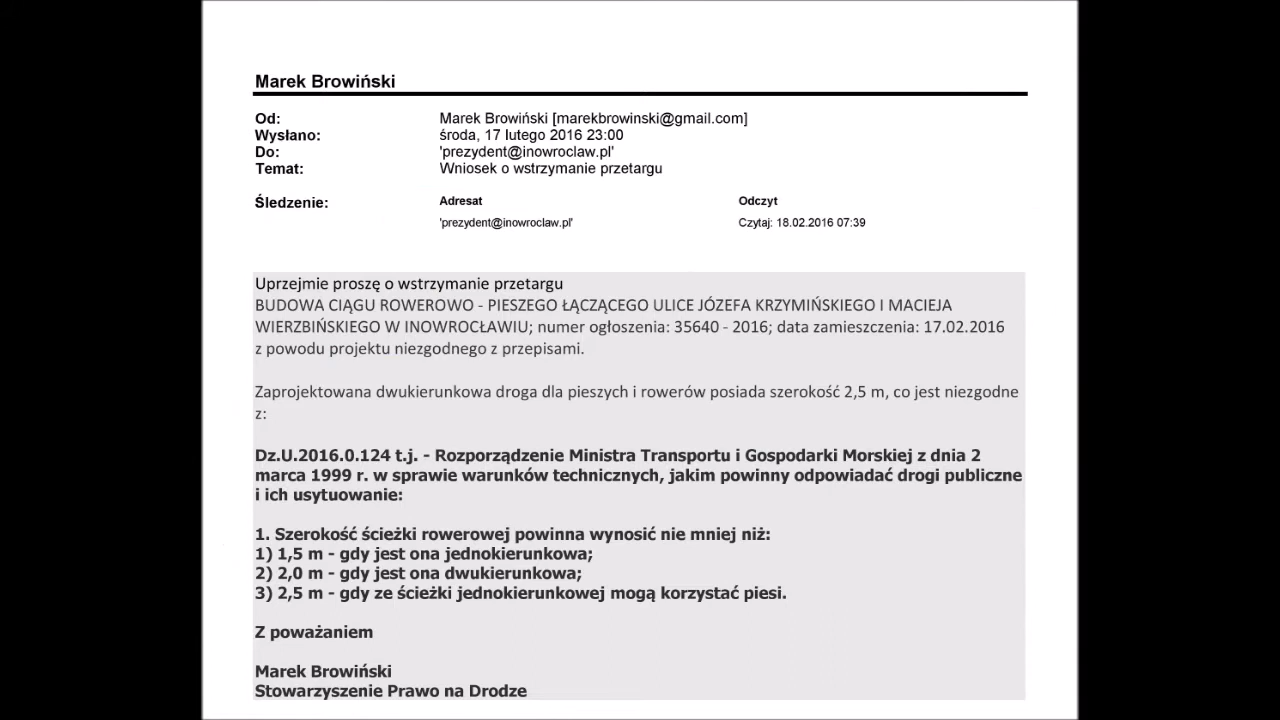 Marek Browiński
Od: Marek Browiński [marekbrowinski@gmail.com]
Wysłano: środa, 17 lutego 2016 23:00
Do: 'prezydent@inowroclaw.pl'
Temat: Wniosek o wstrzymanie przetargu
Śledzenie: Adresat Odczyt
'prezydent@inowroclaw.pl' Czytaj: 18.02.2016 07:39
Uprzejmie proszę o wstrzymanie przetargu
BUDOWA CIĄGU ROWEROWO - PIESZEGO ŁĄCZĄCEGO ULICE JÓZEFA KRZYMIŃSKIEGO I MACIEJA
WIERZBIŃSKIEGO W INOWROCŁAWIU; numer ogłoszenia: 35640 - 2016; data zamieszczenia: 17.02.2016
z powodu projektu niezgodnego z przepisami.
Zaprojektowana dwukierunkowa droga dla pieszych i rowerów posiada szerokość 2,5 m, co jest niezgodne
z:
Dz.U.2016.0.124 t.j. - Rozporządzenie Ministra Transportu i Gospodarki Morskiej z dnia 2
marca 1999 r. w sprawie warunków technicznych, jakim powinny odpowiadać drogi publiczne
i ich usytuowanie:
1. Szerokość ścieżki rowerowej powinna wynosić nie mniej niż:
1) 1,5 m - gdy jest ona jednokierunkowa;
2) 2,0 m - gdy jest ona dwukierunkowa;
3) 2,5 m - gdy ze ścieżki jednokierunkowej mogą korzystać piesi.
Z poważaniem
Marek Browiński
Stowarzyszenie Prawo na Drodze